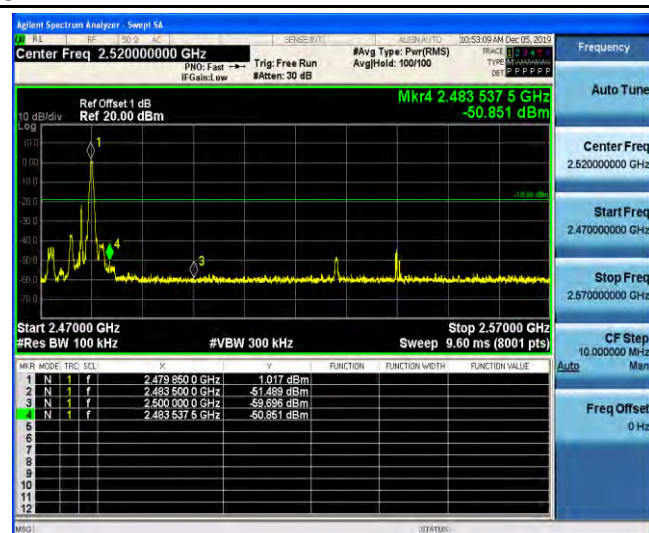 Agilent Spectrum Analyzer - Swept SA
RL RF 50 Ω AC SENSE:INT ALIGN AUTO 10:53:09 AM Dec 05, 2019
Center Freq 2.520000000 GHz
PNO: Fast
IFGain:Low
Trig: Free Run
#Atten: 30 dB
#Avg Type: Pwr(RMS)
Avg|Hold: 100/100
TRACE 1 2 3 4 5 6
TYPE
DET P P P P P P
Frequency
Mkr4 2.483 537 5 GHz
-50.851 dBm
Ref Offset 1 dB
Ref 20.00 dBm
10 dB/div
Log
10.0
0.00
-10.0
-20.0
-30.0
-40.0
-50.0
-60.0
-70.0
1
4
3
Start 2.47000 GHz
Stop 2.57000 GHz
#Res BW 100 kHz
#VBW 300 kHz
Sweep 9.60 ms (8001 pts)
MKR MODE TRC SCL X Y FUNCTION FUNCTION WIDTH FUNCTION VALUE
1 N 1 f 2.479 850 0 GHz 1.017 dBm
2 N 1 f 2.483 500 0 GHz -51.489 dBm
3 N 1 f 2.500 000 0 GHz -59.696 dBm
4 N 1 f 2.483 537 5 GHz -50.851 dBm
5
6
7
8
9
10
11
12
MSG
STATUS
Auto Tune
Center Freq
2.520000000 GHz
Start Freq
2.470000000 GHz
Stop Freq
2.570000000 GHz
CF Step
10.000000 MHz
Auto Man
Freq Offset
0 Hz